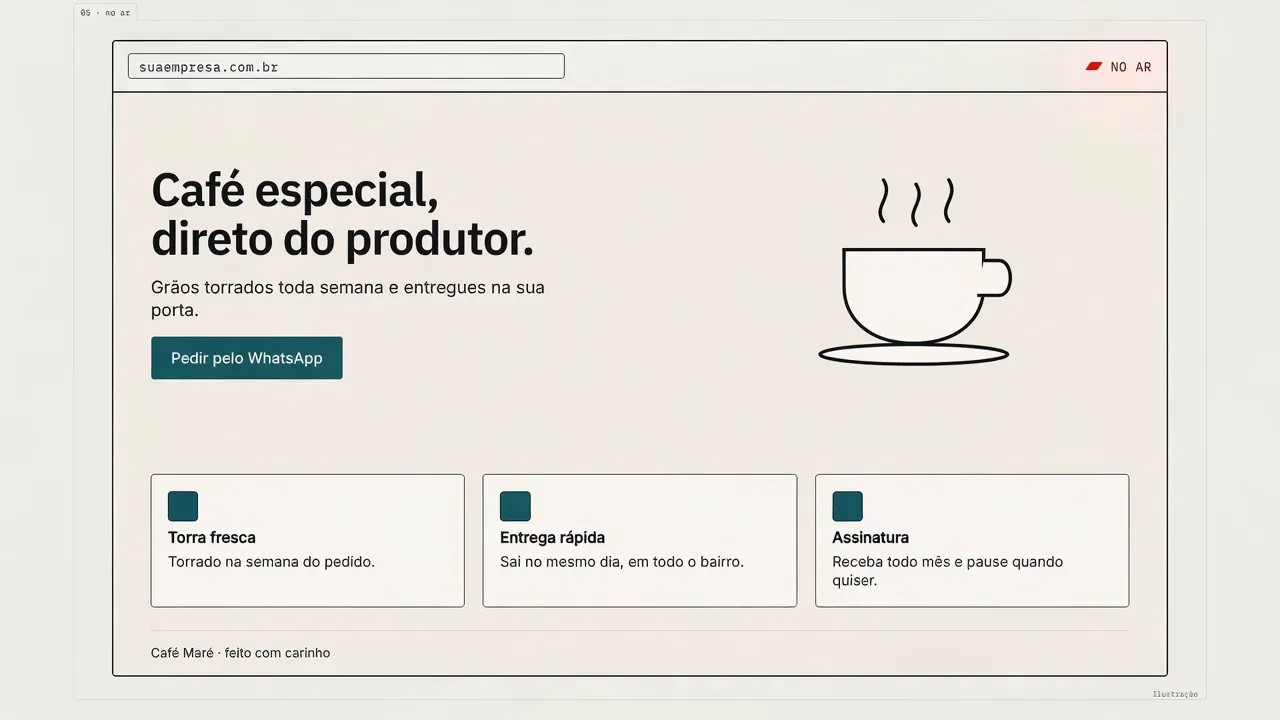 05 · no ar
suaempresa.com.br
NO AR
Café especial,
direto do produtor.
Grãos torrados toda semana e entregues na sua
porta.
Pedir pelo WhatsApp
Torra fresca
Torrado na semana do pedido.
Entrega rápida
Sai no mesmo dia, em todo o bairro.
Assinatura
Receba todo mês e pause quando
quiser.
Café Maré · feito com carinho
Ilustração